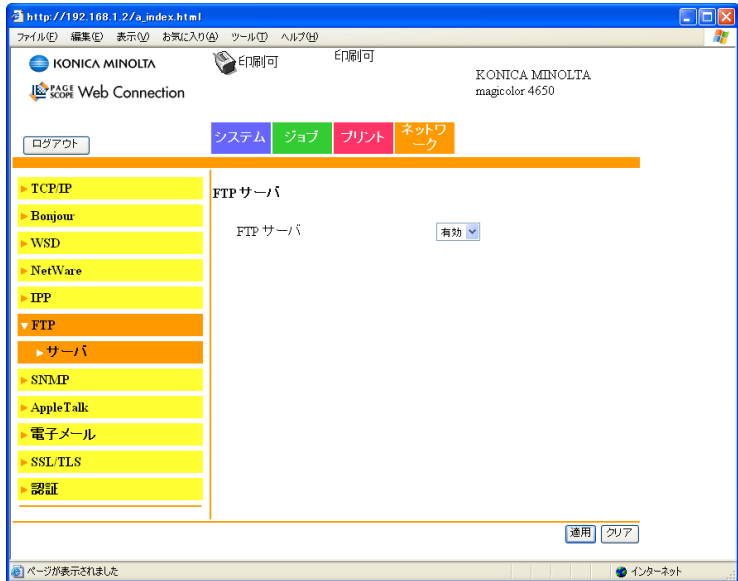 http://192.168.1.2/a_index.html
ファイル(F) 編集(E) 表示(V) お気に入り(A) ツール(T) ヘルプ(H)
KONICA MINOLTA
印刷可
印刷可
PAGE SCOPE Web Connection
KONICA MINOLTA
magicolor 4650
ログアウト
システム
ジョブ
プリント
ネットワ
ーク
TCP/IP
Bonjour
WSD
NetWare
IPP
FTP
サーバ
SNMP
AppleTalk
電子メール
SSL/TLS
認証
FTP サーバ
FTP サーバ
有効
適用 クリア
ページが表示されました
インターネット